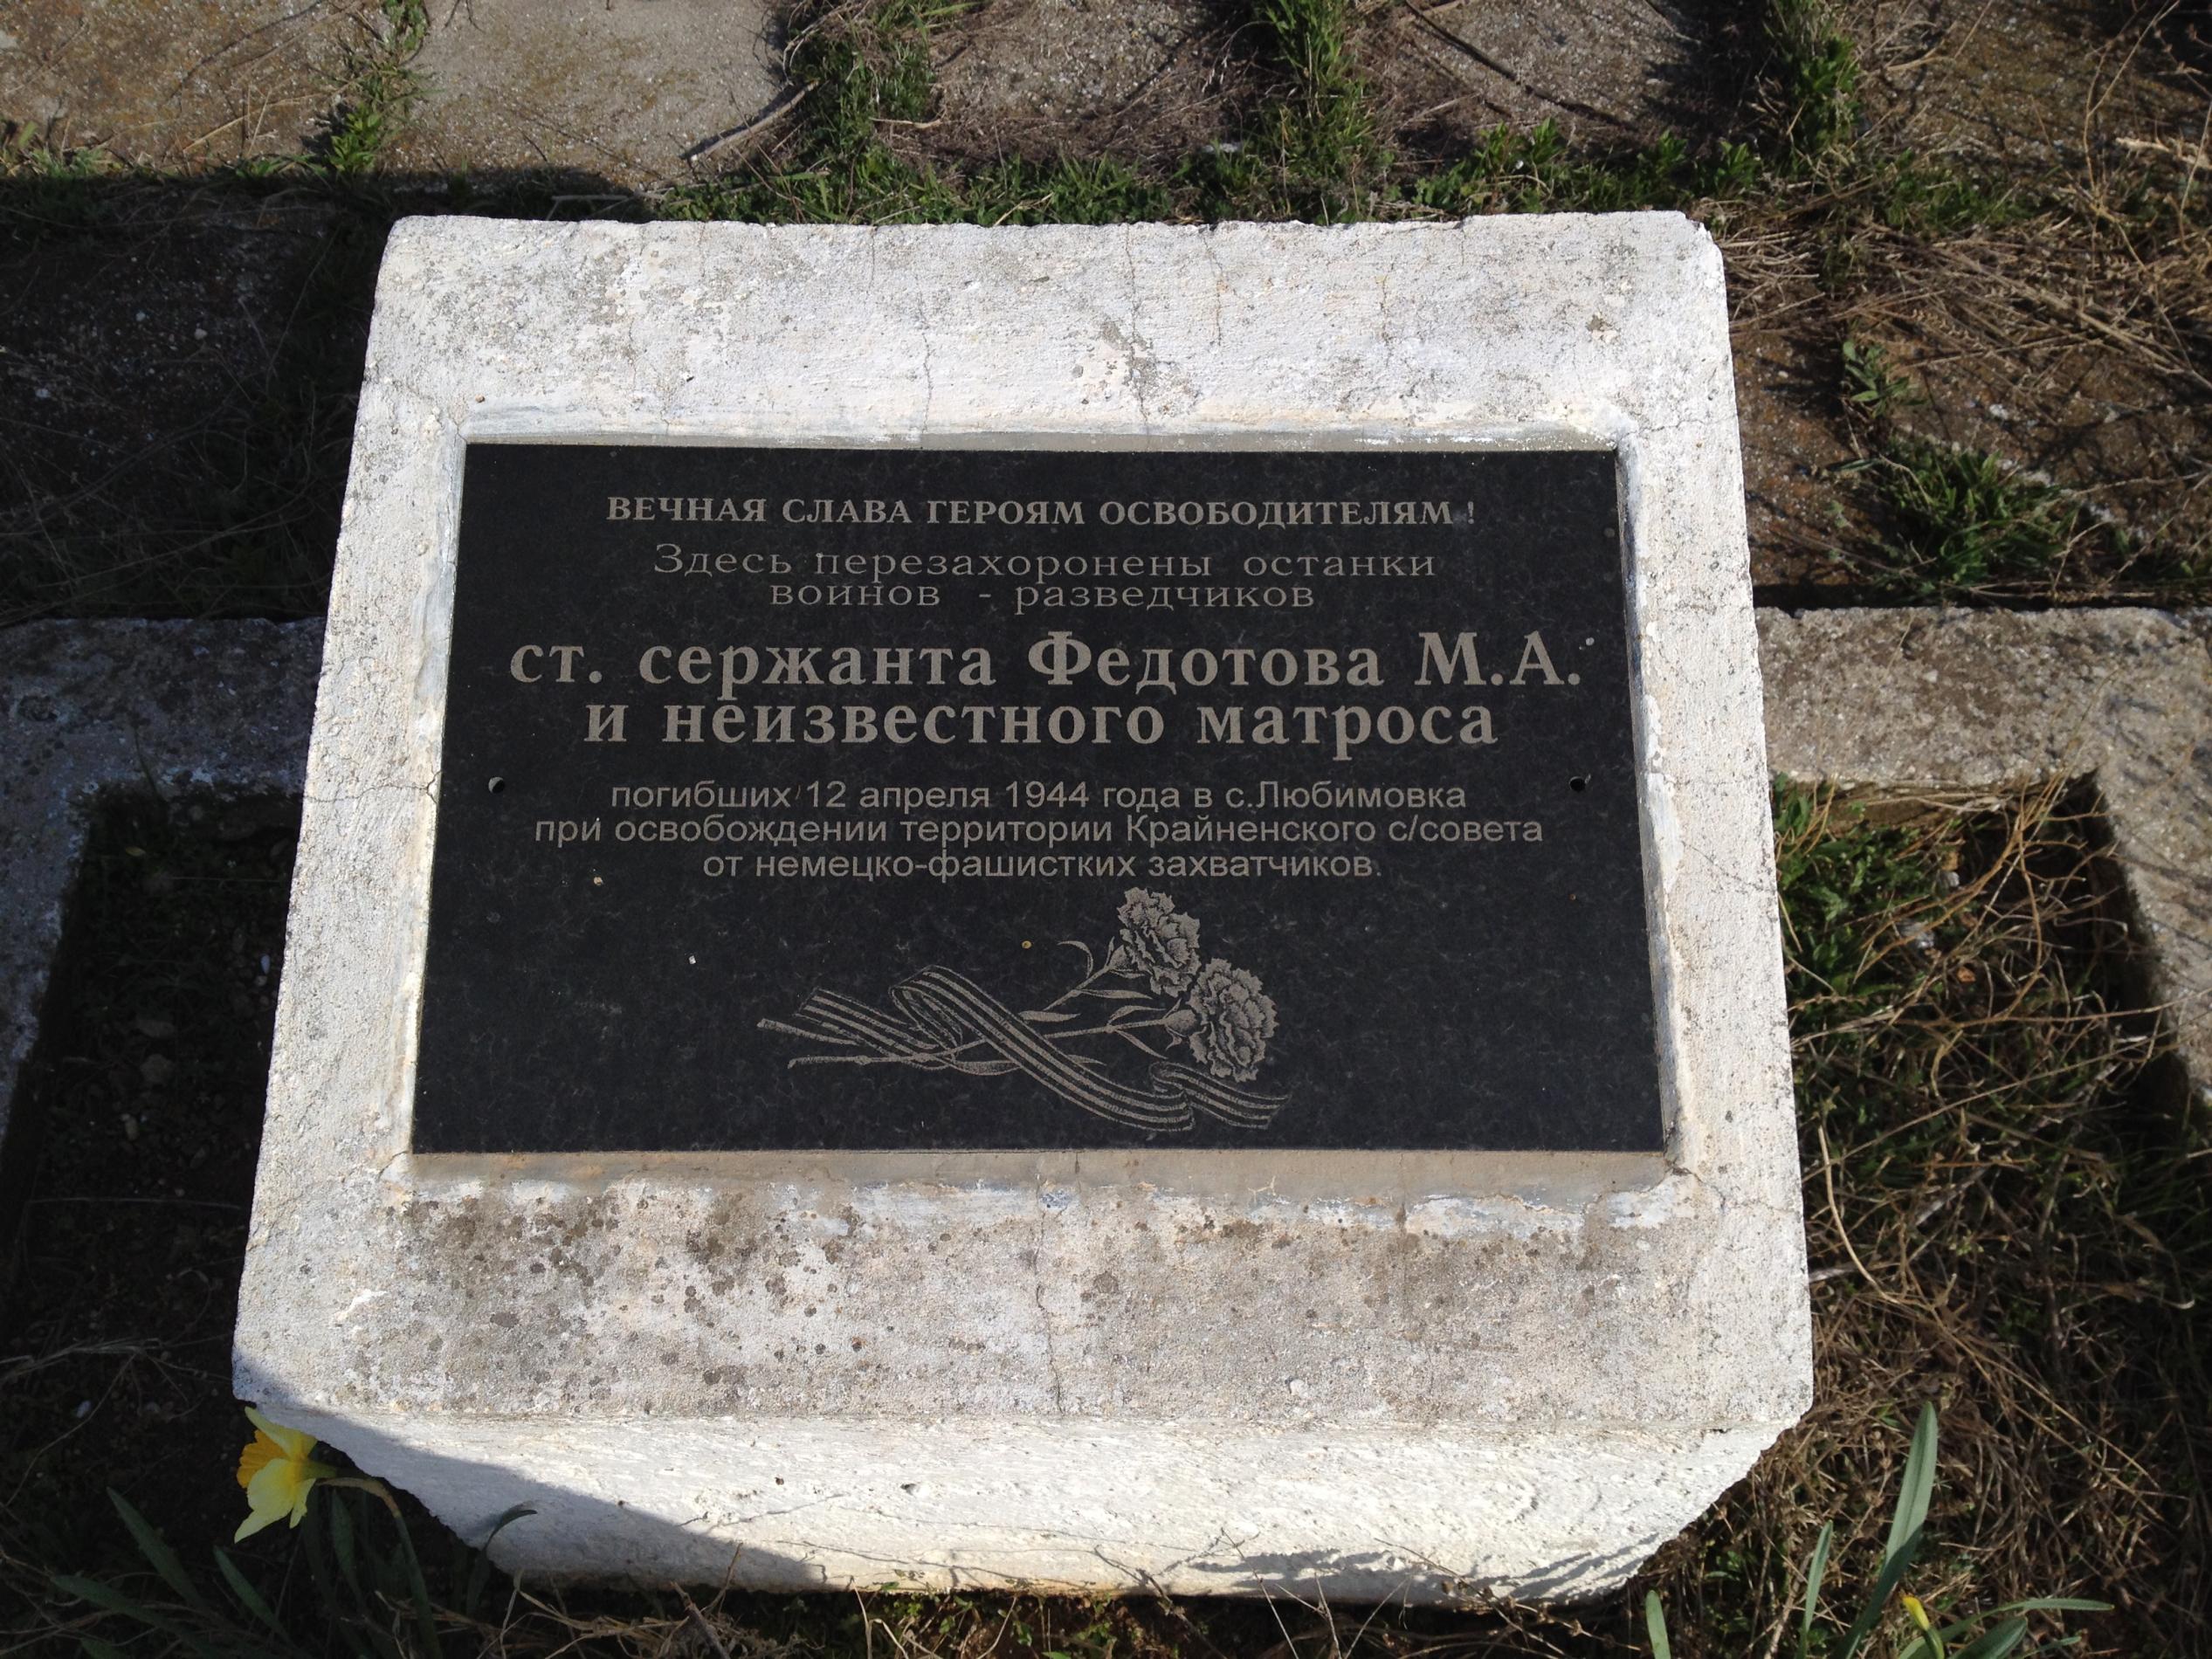 ВЕЧНАЯ СЛАВА ГЕРОЯМ ОСВОБОДИТЕЛЯМ !
Здесь перезахоронены останки
воинов - разведчиков
ст. сержанта Федотова М.А.
и неизвестного матроса
погибших 12 апреля 1944 года в с.Любимовка
при освобождении территории Крайненского с/совета
от немецко-фашистких захватчиков.